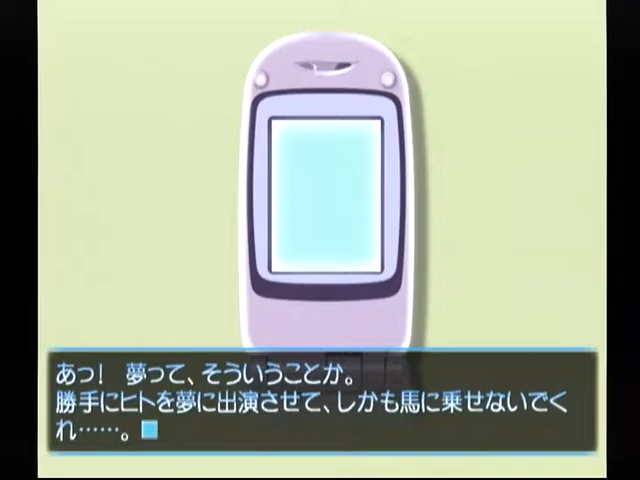 あっ！　夢って、そういうことか。
勝手にヒトを夢に出演させて、しかも馬に乗せないでく
れ……。